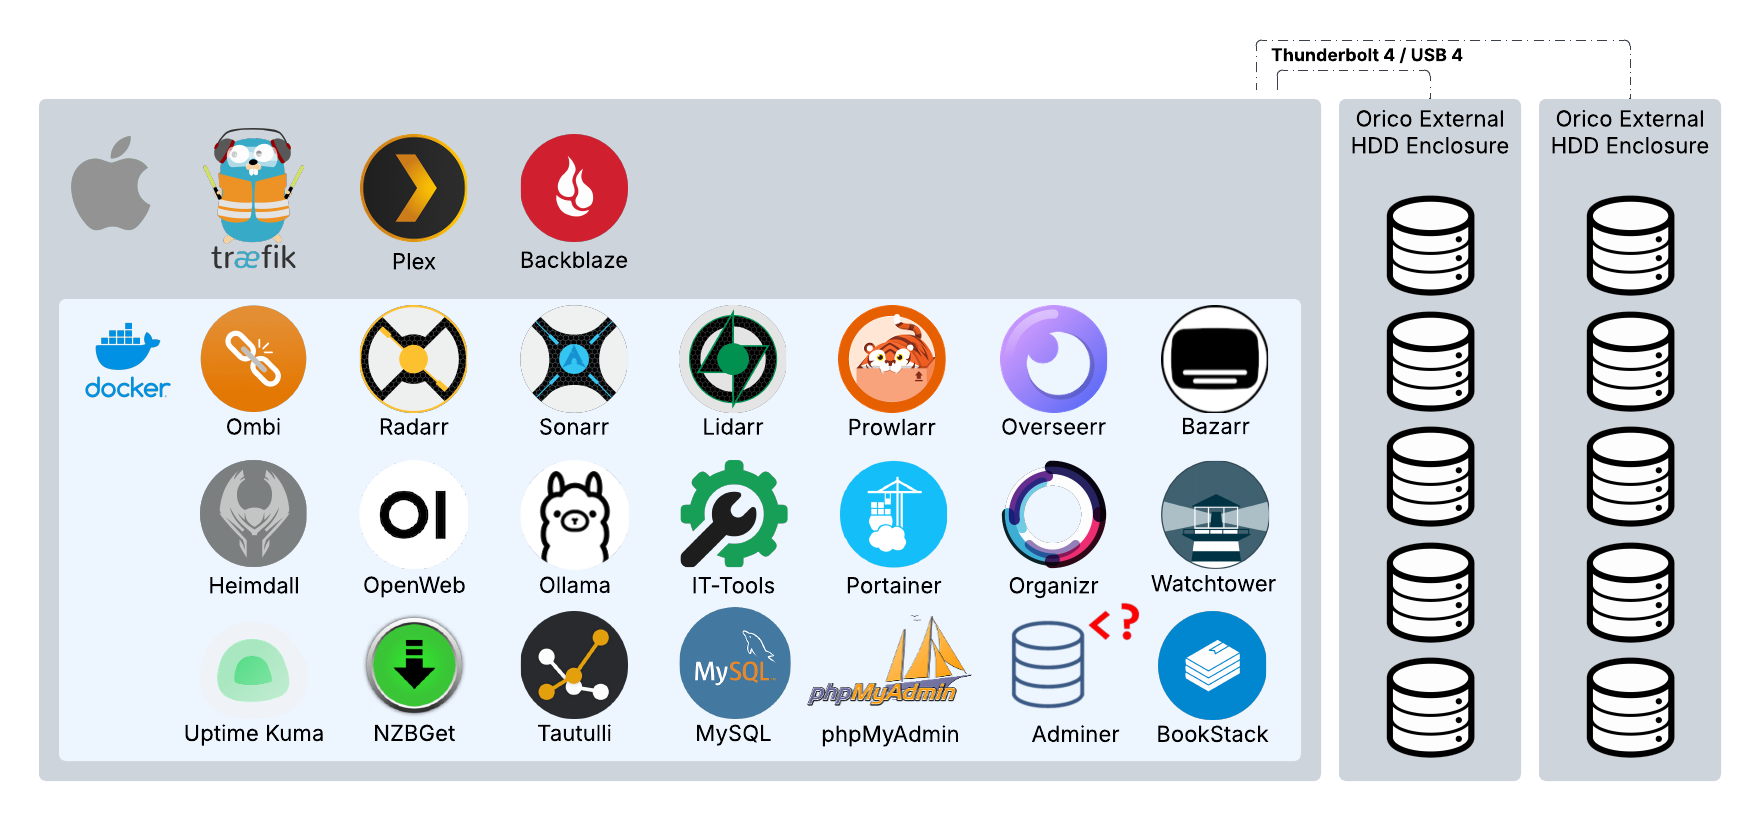 Thunderbolt 4 / USB 4
Orico External
HDD Enclosure
Orico External
HDD Enclosure
træfik
Plex
Backblaze
docker
Ombi
Radarr
Sonarr
Lidarr
Prowlarr
Overseerr
Bazarr
OI
Heimdall
OpenWeb
Ollama
IT-Tools
Portainer
Organizr
Watchtower
MySQL
phpMyAdmin
<?
Uptime Kuma
NZBGet
Tautulli
MySQL
phpMyAdmin
Adminer
BookStack